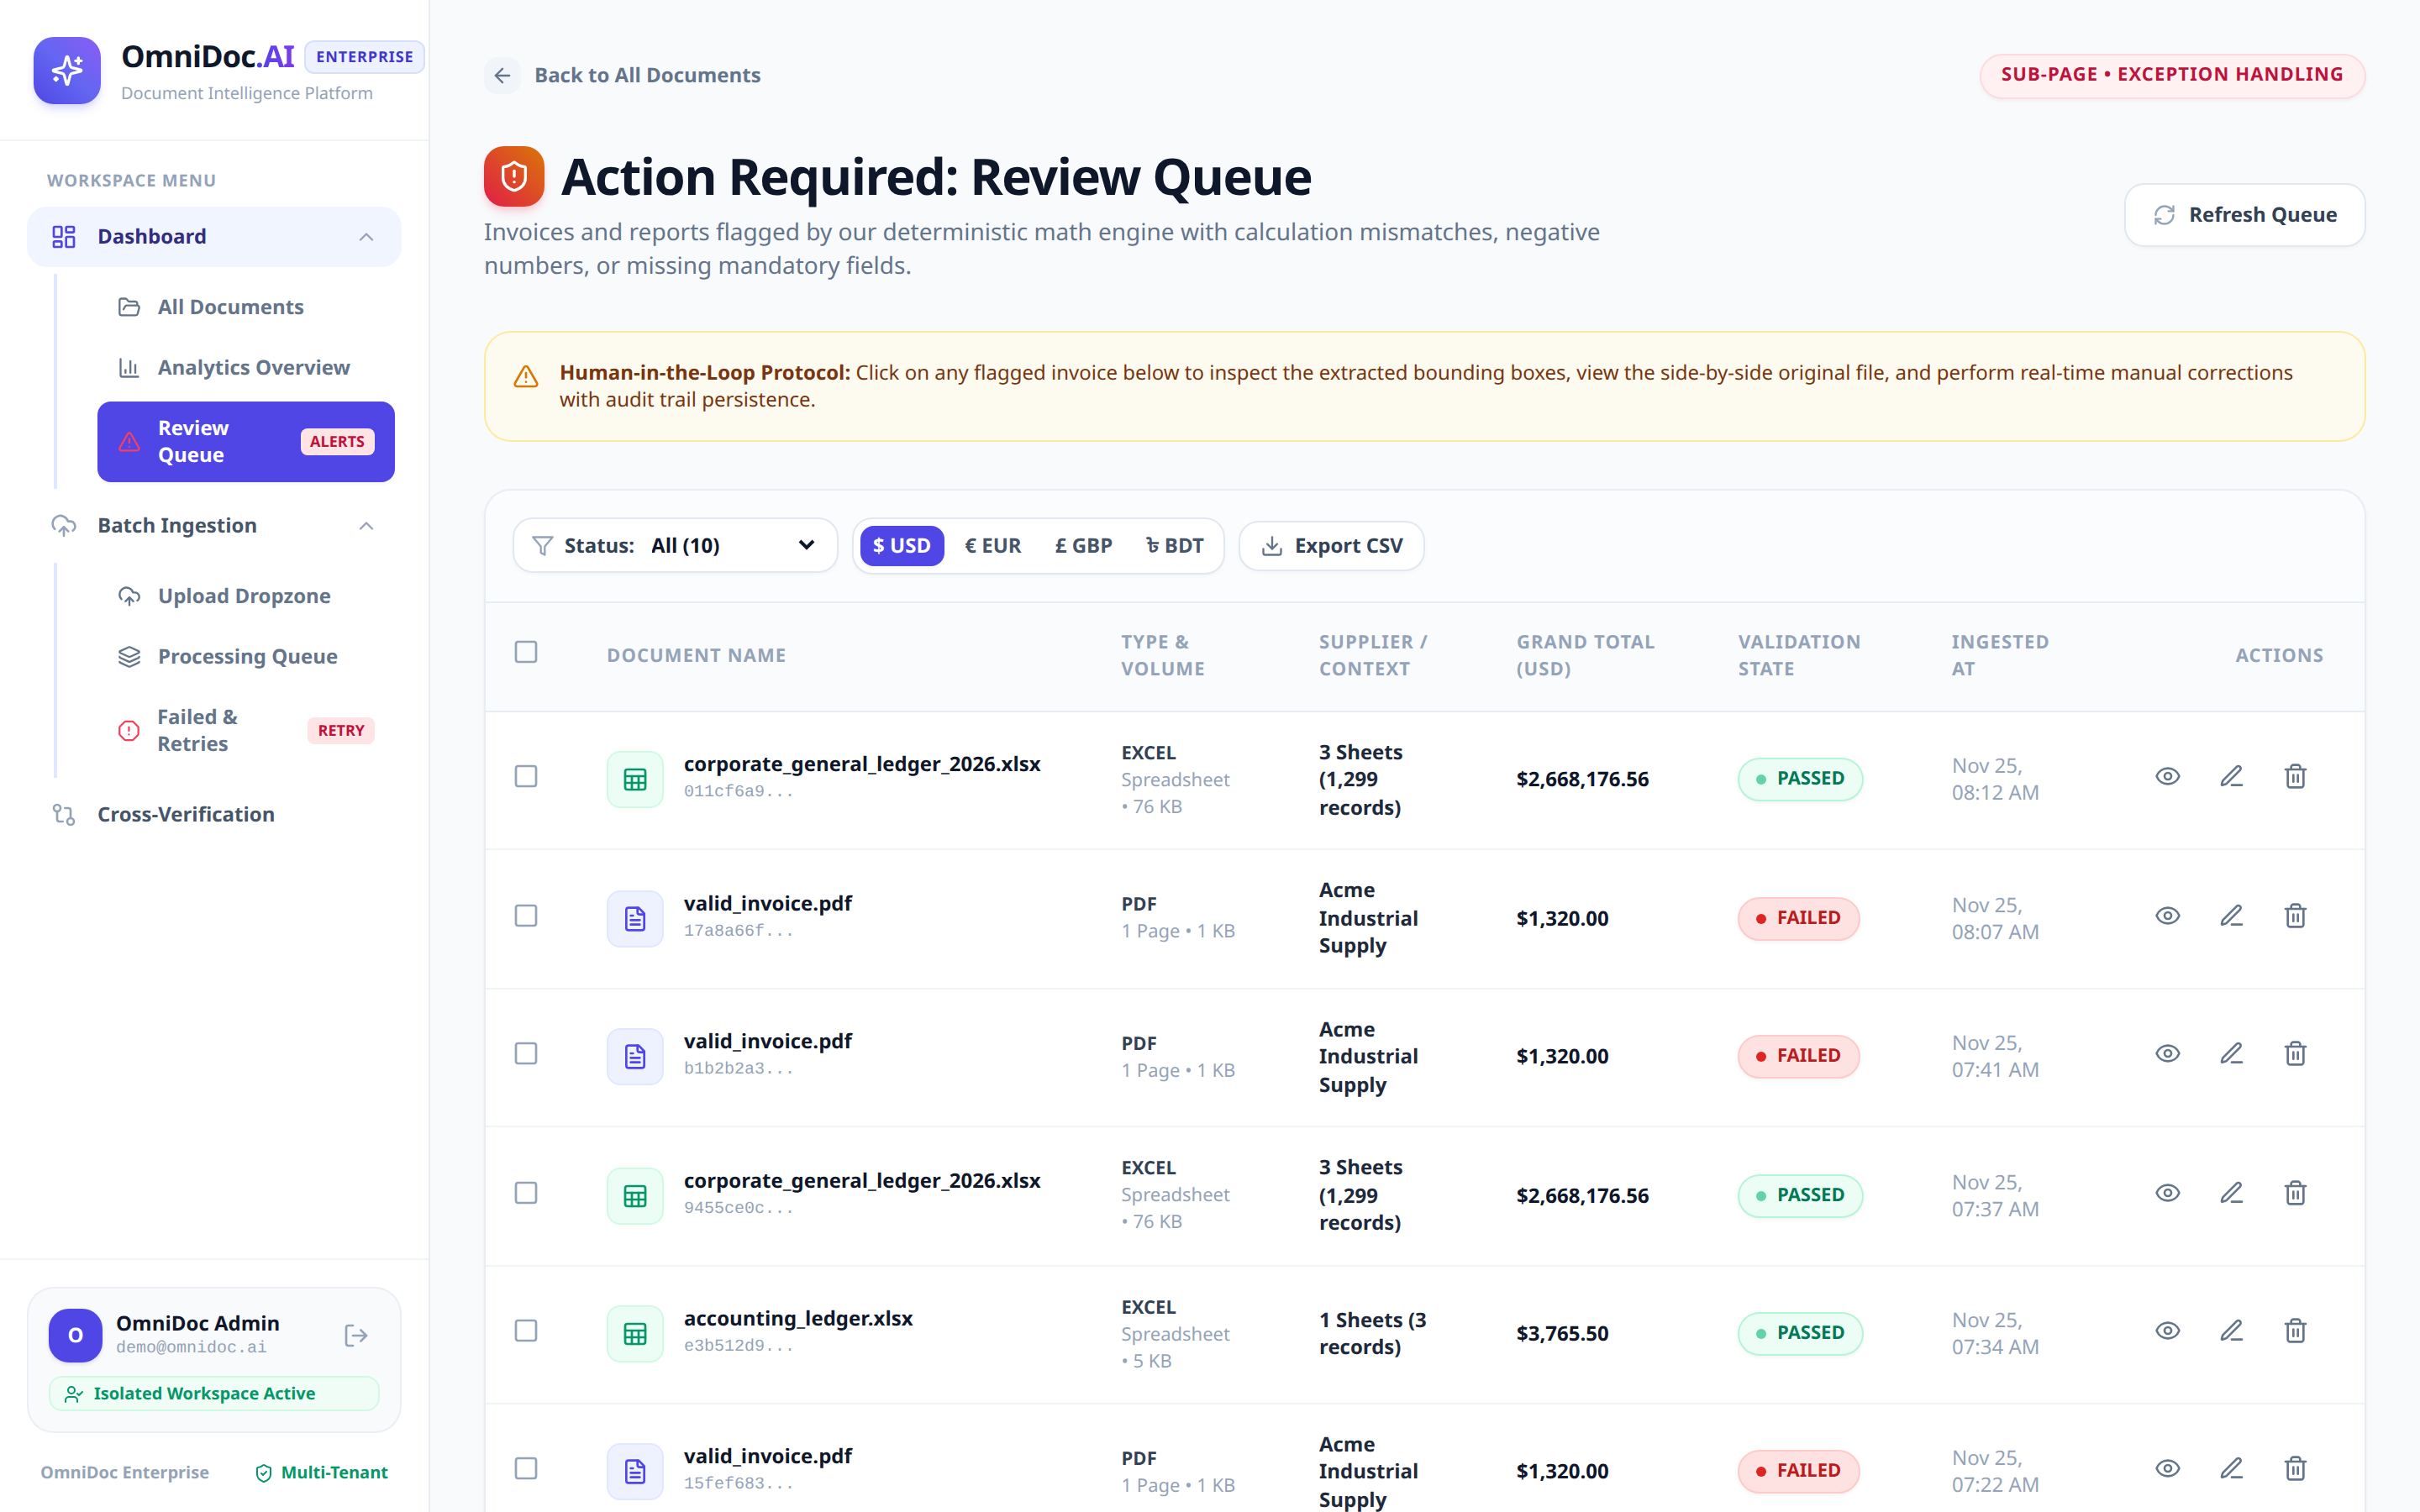 OmniDoc.AI ENTERPRISE
Document Intelligence Platform
WORKSPACE MENU
Dashboard
All Documents
Analytics Overview
Review
Queue
ALERTS
Batch Ingestion
Upload Dropzone
Processing Queue
Failed &
Retries
RETRY
Cross-Verification
O
OmniDoc Admin
demo@omnidoc.ai
Isolated Workspace Active
OmniDoc Enterprise
Multi-Tenant
Back to All Documents
SUB-PAGE • EXCEPTION HANDLING
Action Required: Review Queue
Invoices and reports flagged by our deterministic math engine with calculation mismatches, negative
numbers, or missing mandatory fields.
Refresh Queue
Human-in-the-Loop Protocol: Click on any flagged invoice below to inspect the extracted bounding boxes, view the side-by-side original file, and perform real-time manual corrections
with audit trail persistence.
Status: All (10)
$ USD € EUR £ GBP ৳ BDT
Export CSV
DOCUMENT NAME
TYPE &
VOLUME
SUPPLIER /
CONTEXT
GRAND TOTAL
(USD)
VALIDATION
STATE
INGESTED
AT
ACTIONS
corporate_general_ledger_2026.xlsx
011cf6a9...
EXCEL
Spreadsheet
• 76 KB
3 Sheets
(1,299
records)
$2,668,176.56
PASSED
Nov 25,
08:12 AM
valid_invoice.pdf
17a8a66f...
PDF
1 Page • 1 KB
Acme
Industrial
Supply
$1,320.00
FAILED
Nov 25,
08:07 AM
valid_invoice.pdf
b1b2b2a3...
PDF
1 Page • 1 KB
Acme
Industrial
Supply
$1,320.00
FAILED
Nov 25,
07:41 AM
corporate_general_ledger_2026.xlsx
9455ce0c...
EXCEL
Spreadsheet
• 76 KB
3 Sheets
(1,299
records)
$2,668,176.56
PASSED
Nov 25,
07:37 AM
accounting_ledger.xlsx
e3b512d9...
EXCEL
Spreadsheet
• 5 KB
1 Sheets (3
records)
$3,765.50
PASSED
Nov 25,
07:34 AM
valid_invoice.pdf
15fef683...
PDF
1 Page • 1 KB
Acme
Industrial
Supply
$1,320.00
FAILED
Nov 25,
07:22 AM